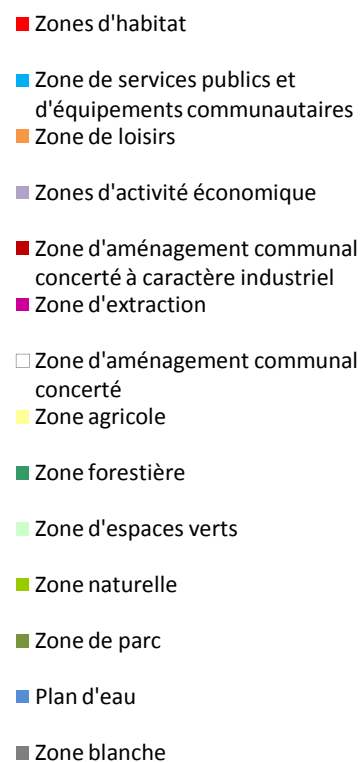 Zones d'habitat
Zone de services publics et
d'équipements communautaires
Zone de loisirs
Zones d'activité économique
Zone d'aménagement communal
concerté à caractère industriel
Zone d'extraction
Zone d'aménagement communal
concerté
Zone agricole
Zone forestière
Zone d'espaces verts
Zone naturelle
Zone de parc
Plan d'eau
Zone blanche